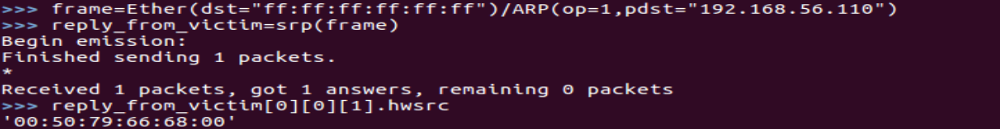 >>> frame=Ether(dst="ff:ff:ff:ff:ff:ff")/ARP(op=1,pdst="192.168.56.110")
>>> reply_from_victim=srp(frame)
Begin emission:
Finished sending 1 packets.
*
Received 1 packets, got 1 answers, remaining 0 packets
>>> reply_from_victim[0][0][1].hwsrc
'00:50:79:66:68:00'